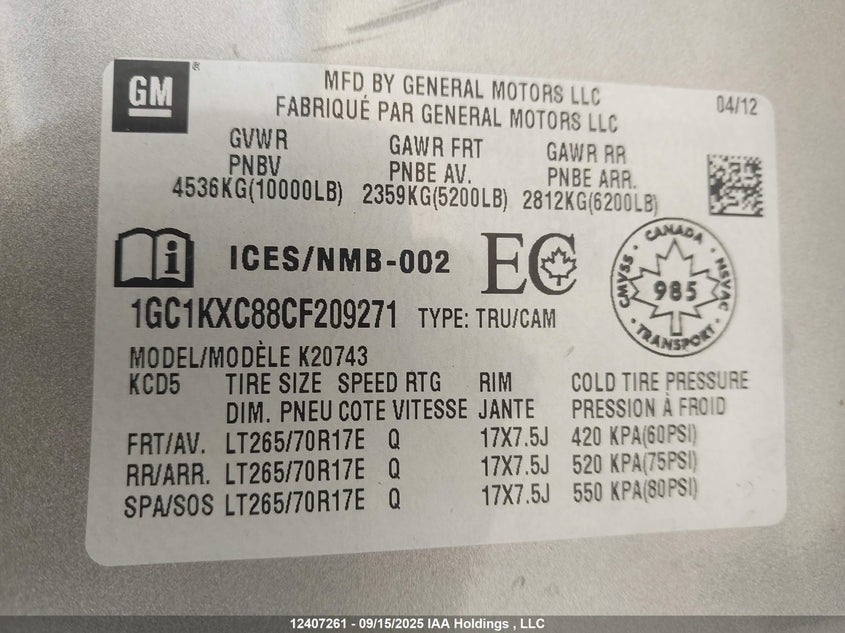 GM
MFD BY GENERAL MOTORS LLC
04/12
FABRIQUÉ PAR GENERAL MOTORS LLC
GVWR GAWR FRT GAWR RR
PNBV PNBE AV. PNBE ARR.
4536KG(10000LB) 2359KG(5200LB) 2812KG(6200LB)
i ICES/NMB-002 EC
CANADA
CMVSS 985 NSVAC
TRANSPORT
1GC1KXC88CF209271 TYPE: TRU/CAM
MODEL/MODÈLE K20743
KCD5 TIRE SIZE SPEED RTG RIM COLD TIRE PRESSURE
DIM. PNEU COTE VITESSE JANTE PRESSION À FROID
FRT/AV. LT265/70R17E Q 17X7.5J 420 KPA(60PSI)
RR/ARR. LT265/70R17E Q 17X7.5J 520 KPA(75PSI)
SPA/SOS LT265/70R17E Q 17X7.5J 550 KPA(80PSI)
12407261 - 09/15/2025 IAA Holdings , LLC